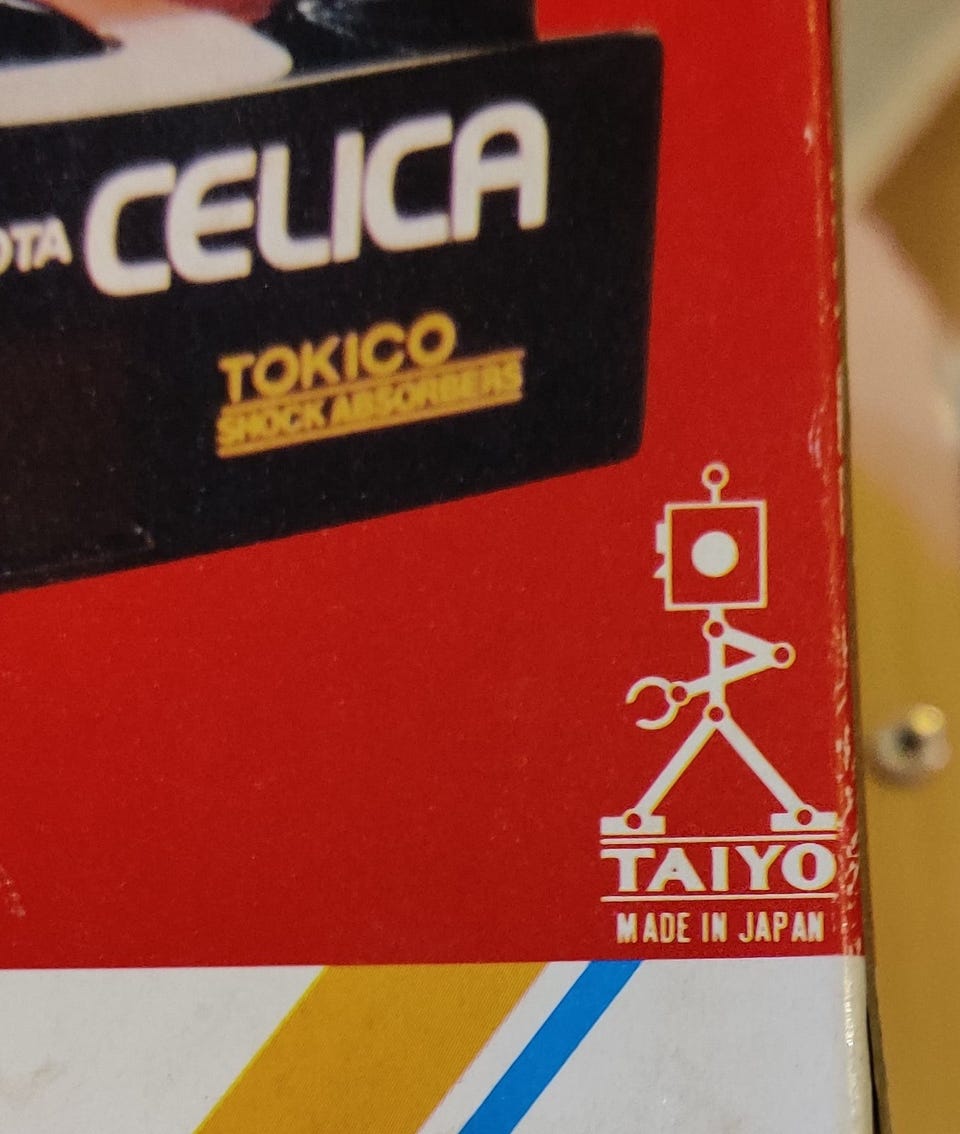 OTA CELICA
TOKICO
SHOCK ABSORBERS
TAIYO
MADE IN JAPAN